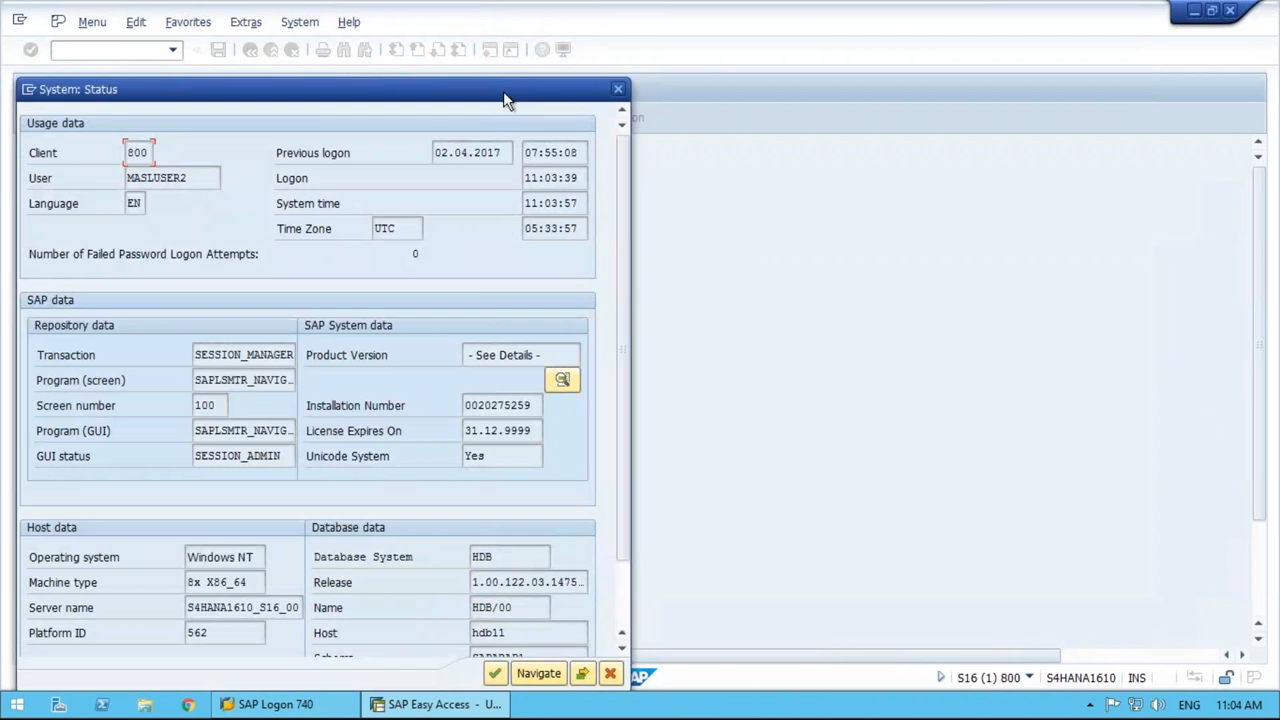 Menu Edit Favorites Extras System Help
System: Status
Usage data
Client 800 Previous logon 02.04.2017 07:55:08
User MASLUSER2 Logon 11:03:39
Language EN System time 11:03:57
Time Zone UTC 05:33:57
Number of Failed Password Logon Attempts: 0
SAP data
Repository data SAP System data
Transaction SESSION_MANAGER Product Version - See Details -
Program (screen) SAPLSMTR_NAVIG…
Screen number 100 Installation Number 0020275259
Program (GUI) SAPLSMTR_NAVIG… License Expires On 31.12.9999
GUI status SESSION_ADMIN Unicode System Yes
Host data Database data
Operating system Windows NT Database System HDB
Machine type 8x X86_64 Release 1.00.122.03.1475…
Server name S4HANA1610_S16_00 Name HDB/00
Platform ID 562 Host hdb11
Navigate
SAP S16 (1) 800 S4HANA1610 INS
SAP Logon 740 SAP Easy Access - U... ENG 11:04 AM